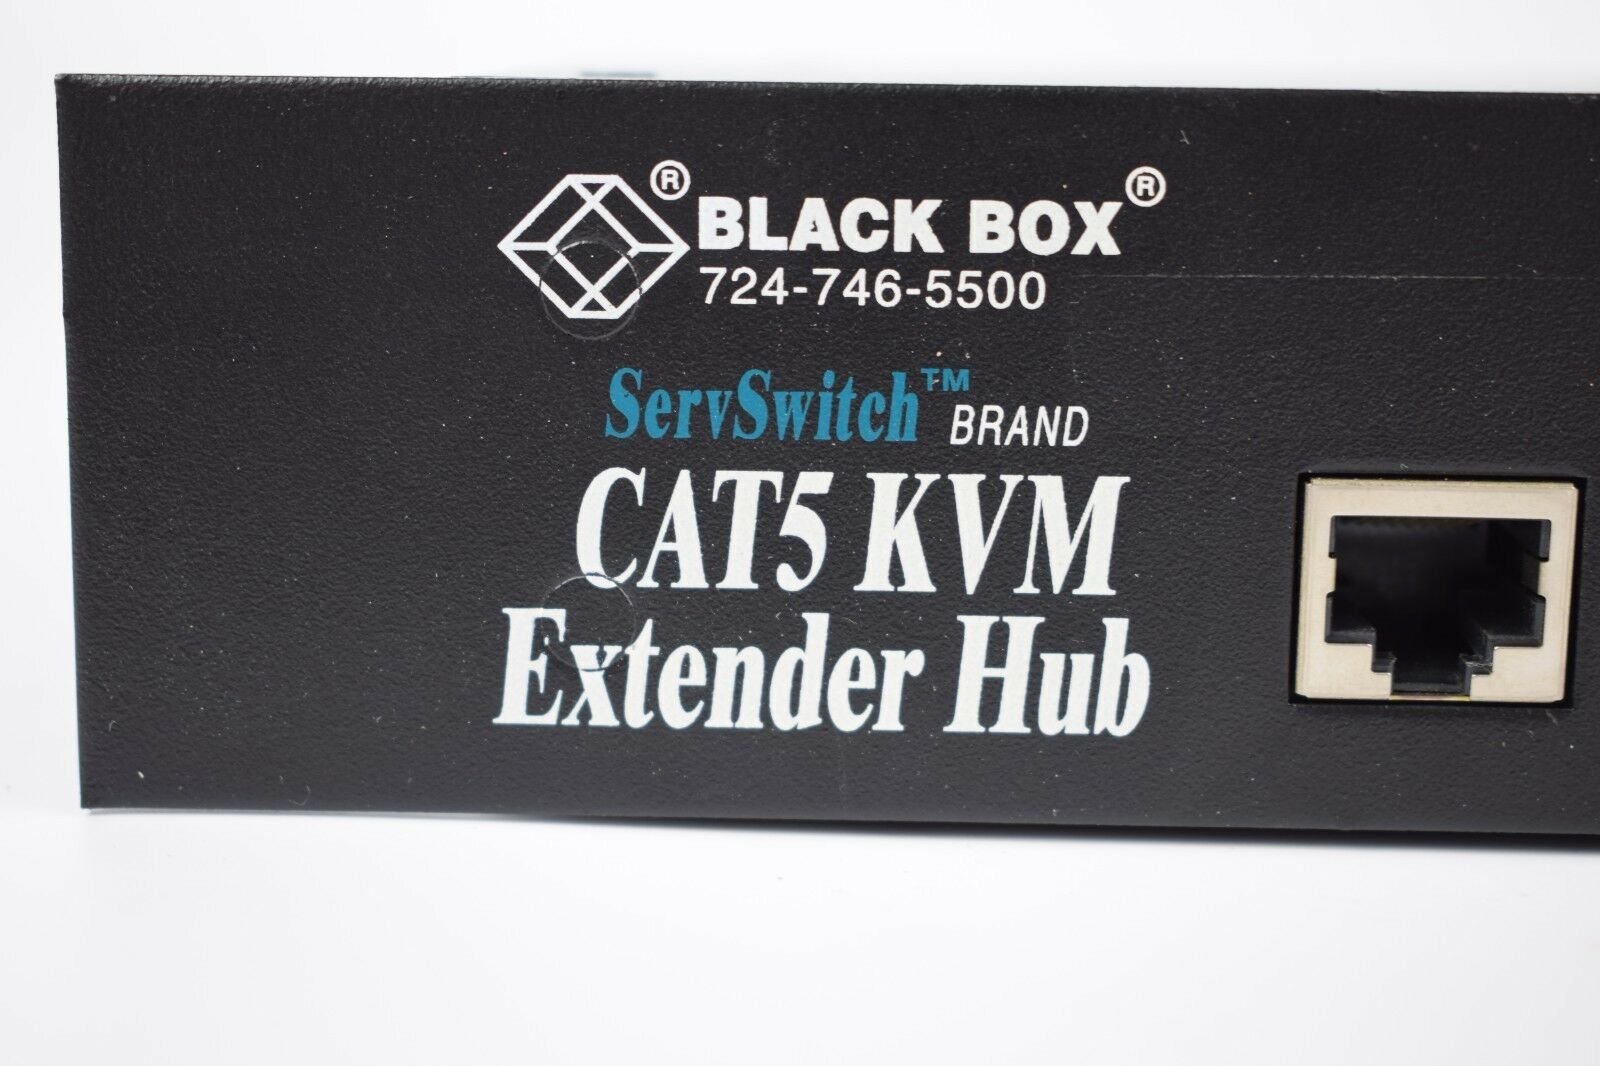 ® BLACK BOX®
724-746-5500
ServSwitch™ BRAND
CAT5 KVM
Extender Hub